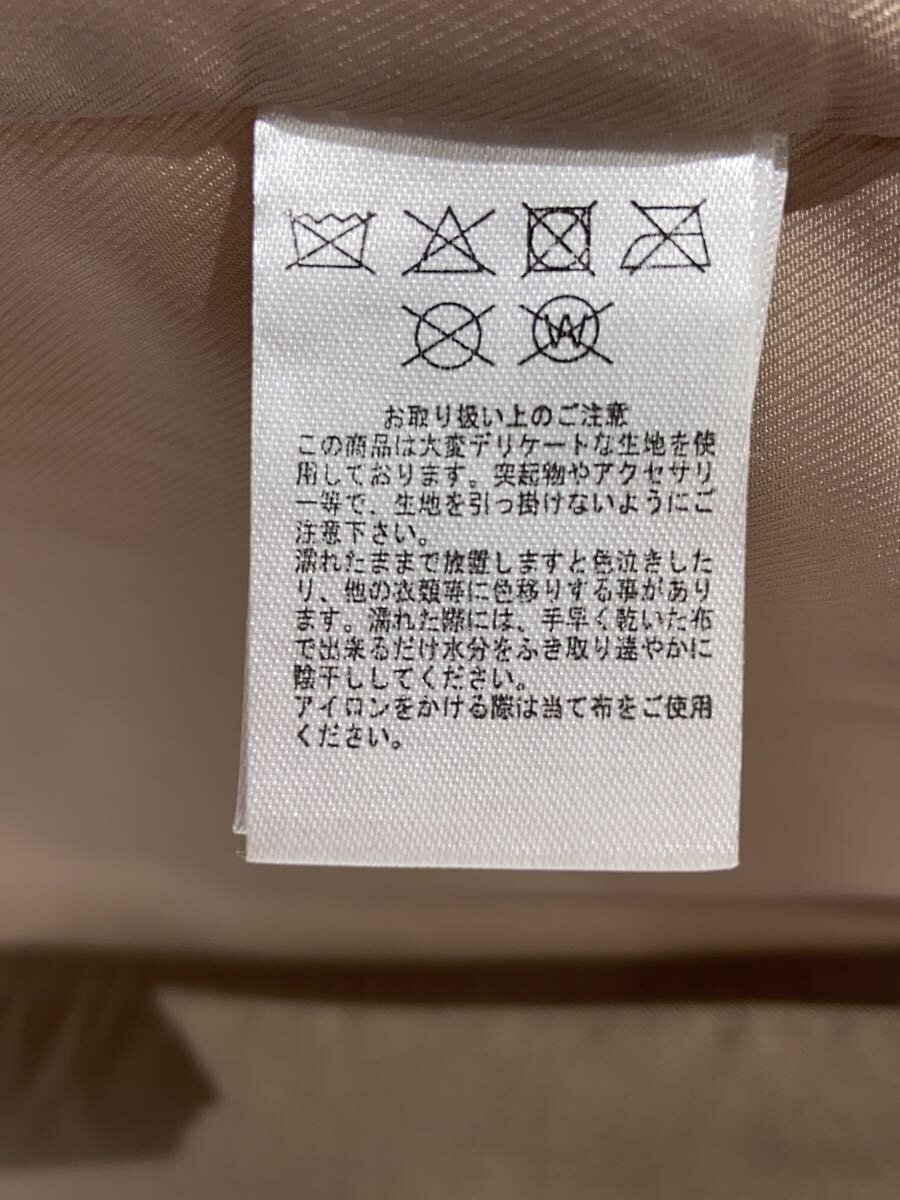 W
お取り扱い上のご注意
この商品は大変デリケートな生地を使
用しております。突起物やアクセサリ
ー等で、生地を引っ掛けないようにご
注意下さい。
濡れたままで放置しますと色泣きした
り、他の衣類等に色移りする事があり
ます。濡れた際には、手早く乾いた布
で出来るだけ水分をふき取り速やかに
陰干ししてください。
アイロンをかける際は当て布をご使用
ください。